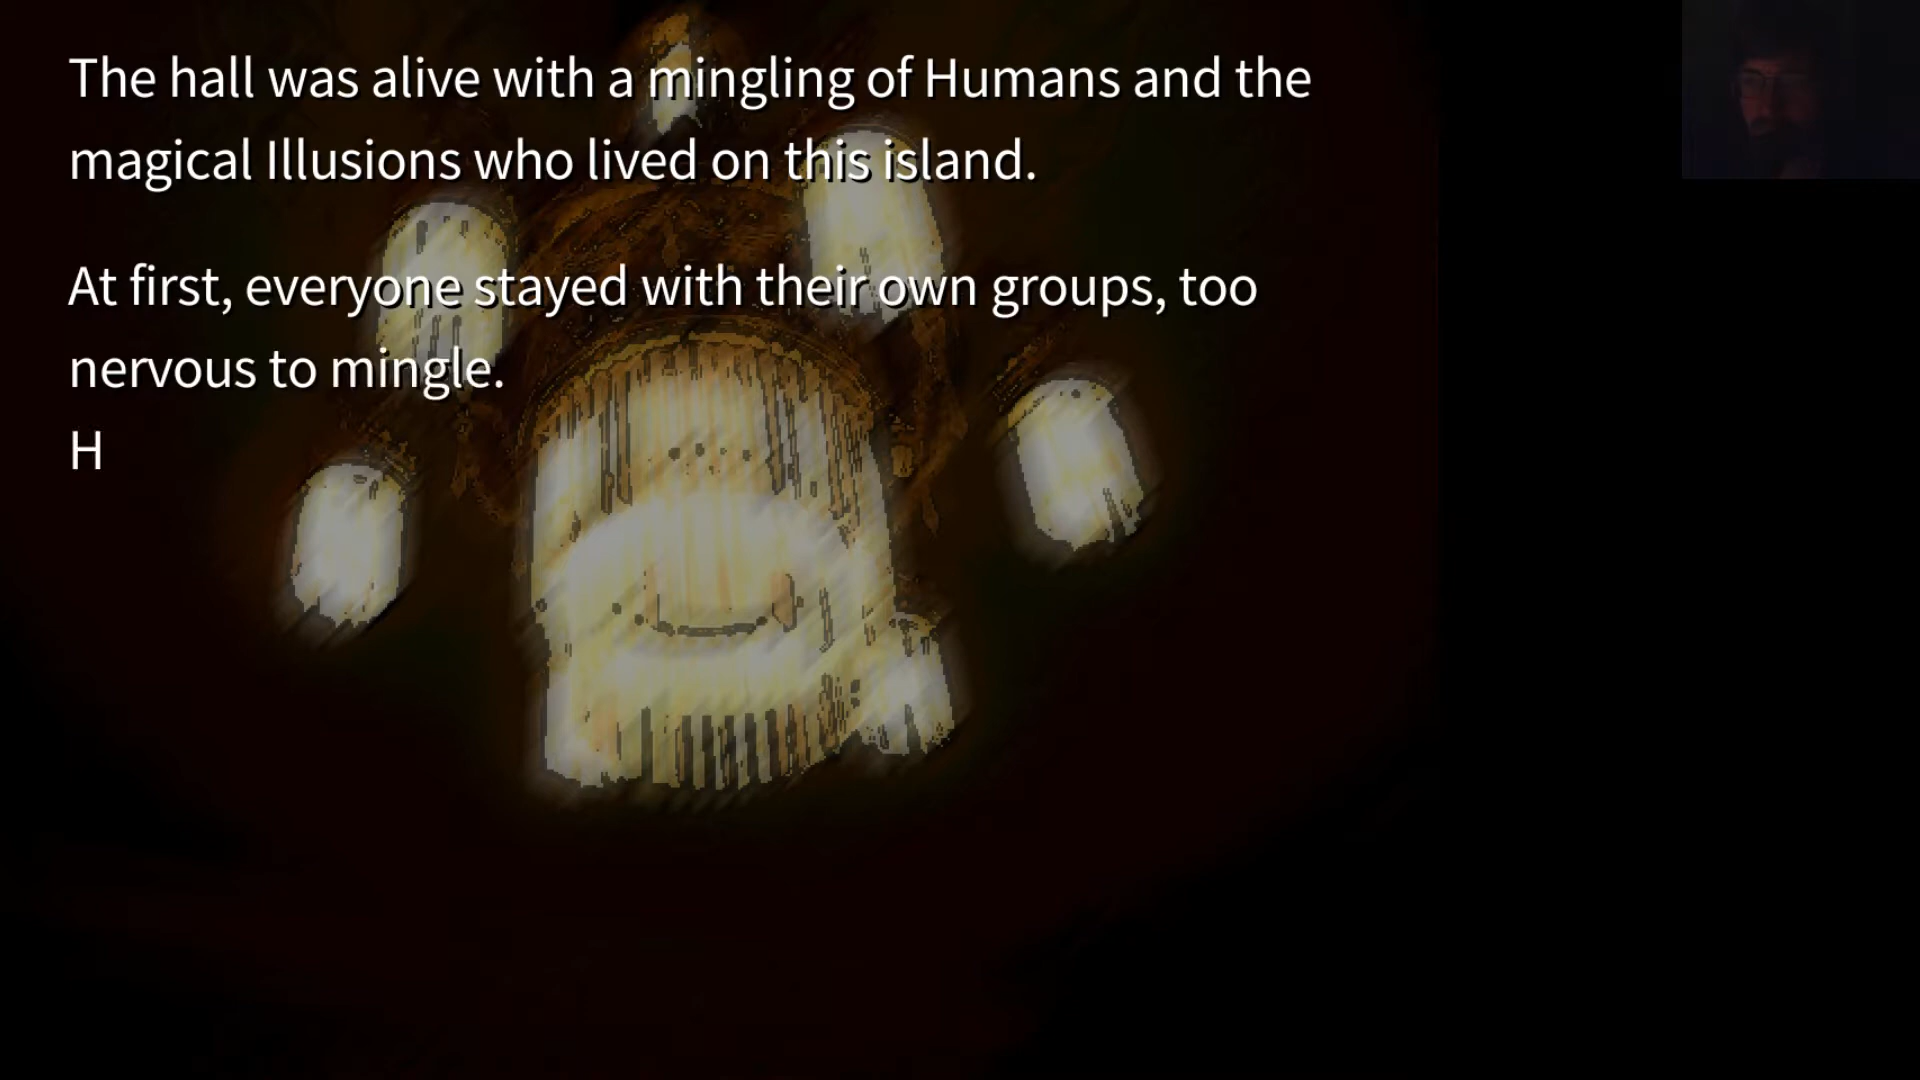 The hall was alive with a mingling of Humans and the
magical Illusions who lived on this island.
At first, everyone stayed with their own groups, too
nervous to mingle.
H